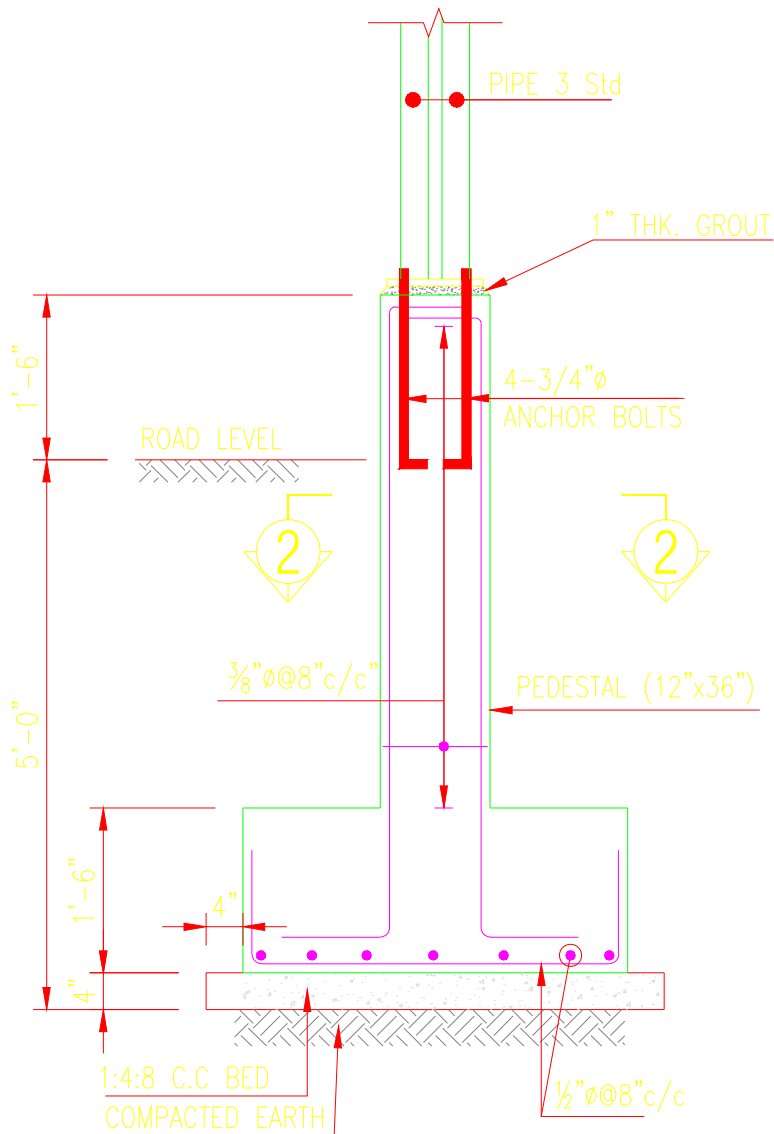 PIPE 3 Std
1" THK. GROUT
1'-6"
4-3/4"ø
ANCHOR BOLTS
ROAD LEVEL
2
2
3/8"ø@8"c/c"
PEDESTAL (12"x36")
5'-0"
1'-6"
4"
4"
1:4:8 C.C BED
COMPACTED EARTH
1/2"ø@8"c/c